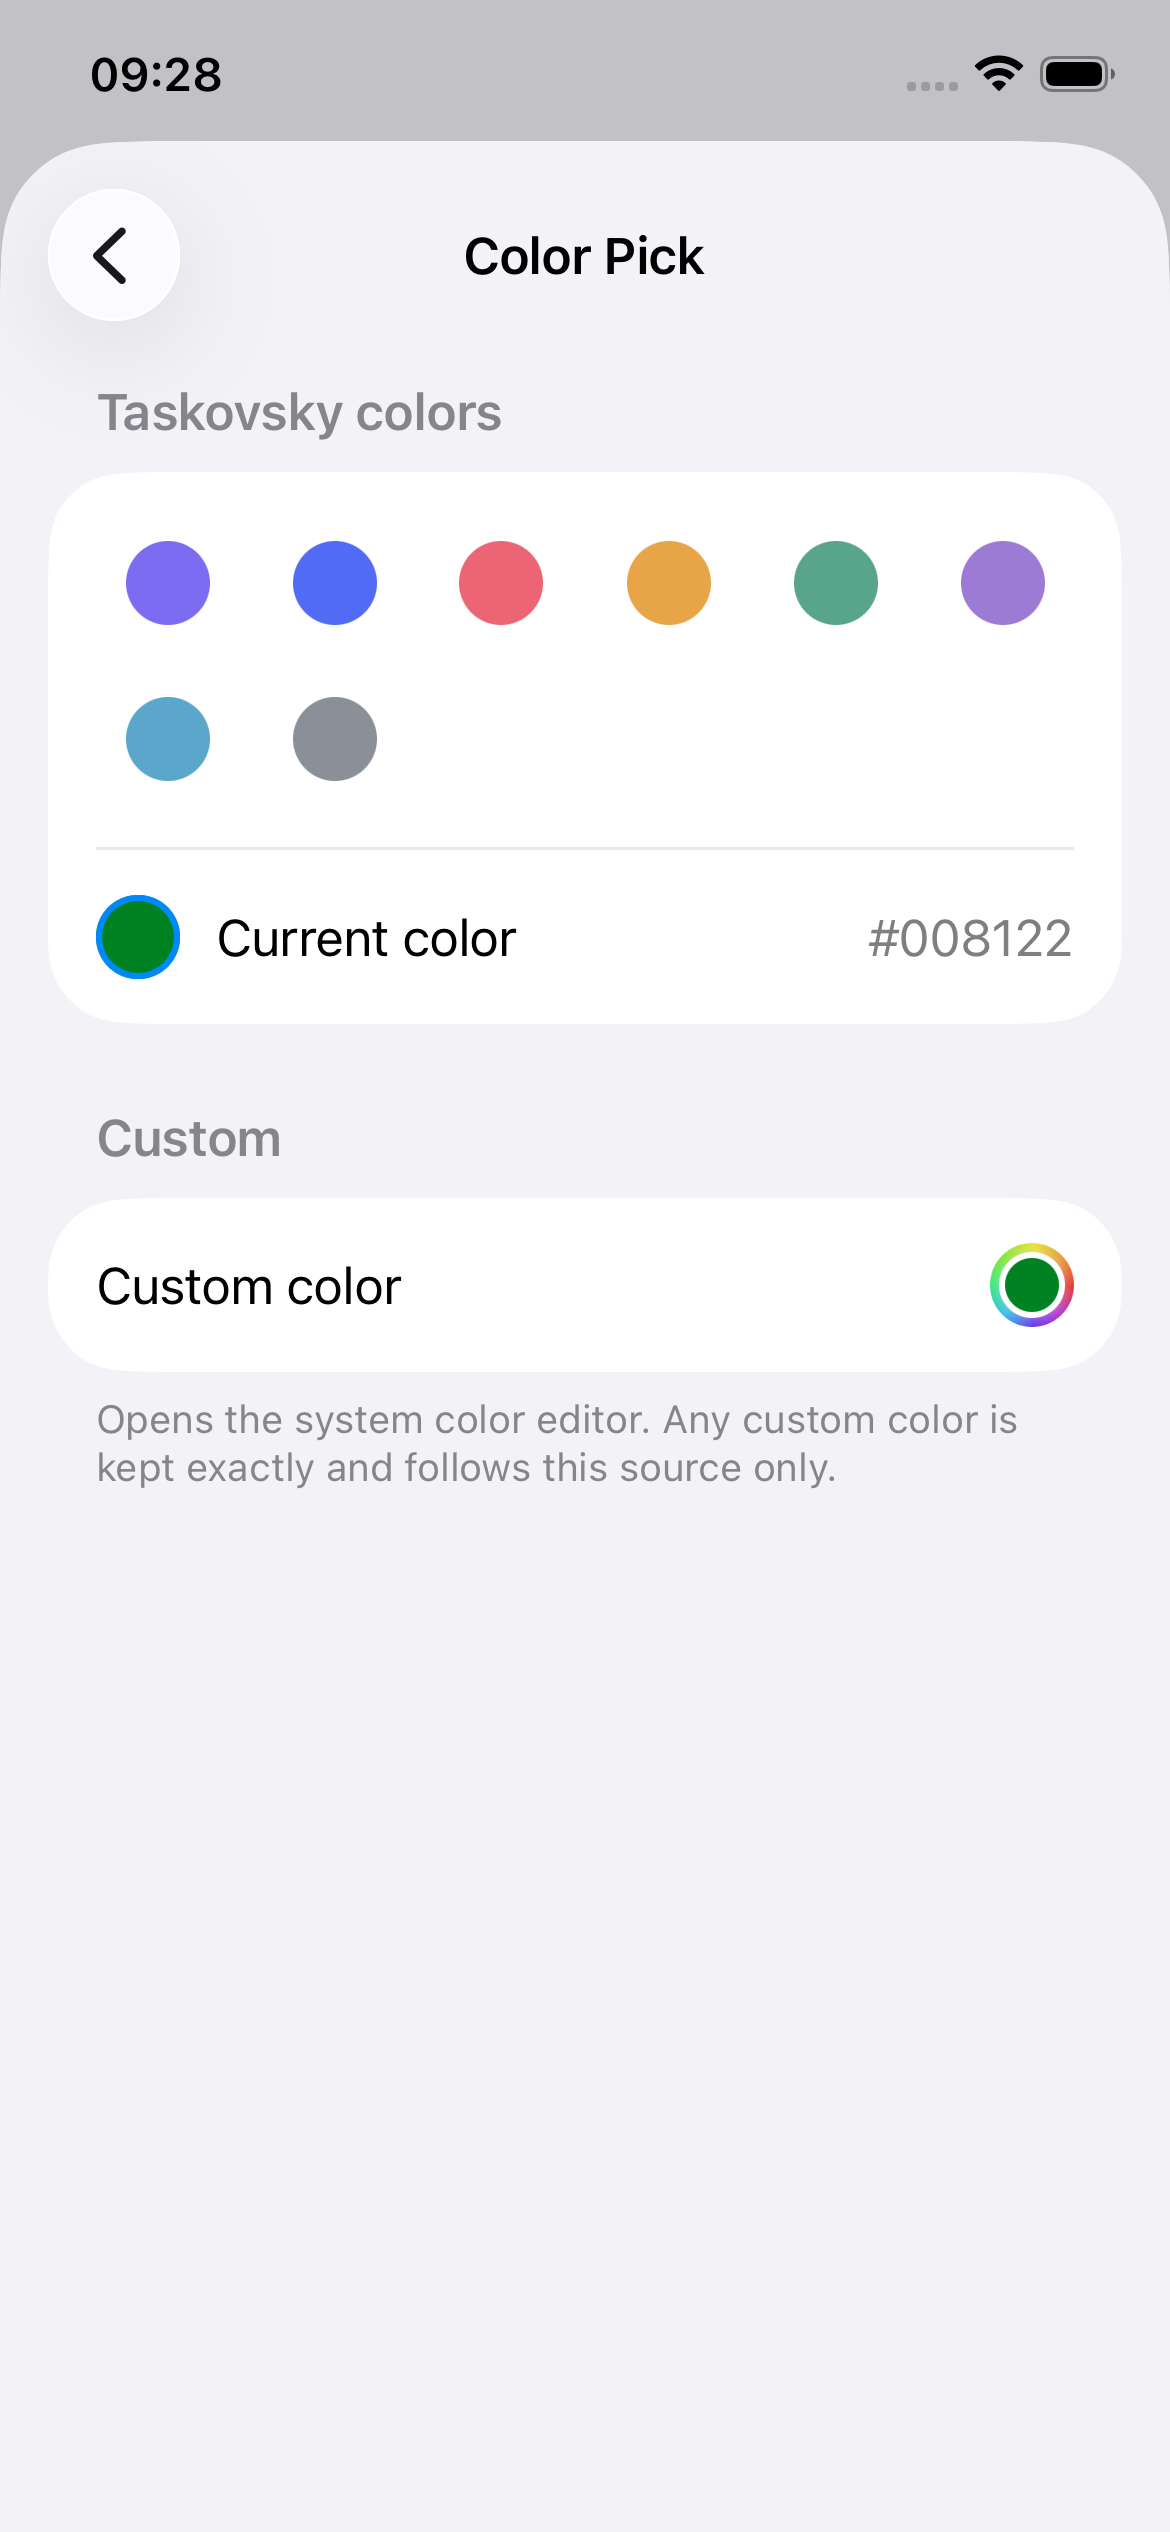 09:28
Color Pick
Taskovsky colors
Current color #008122
Custom
Custom color
Opens the system color editor. Any custom color is
kept exactly and follows this source only.